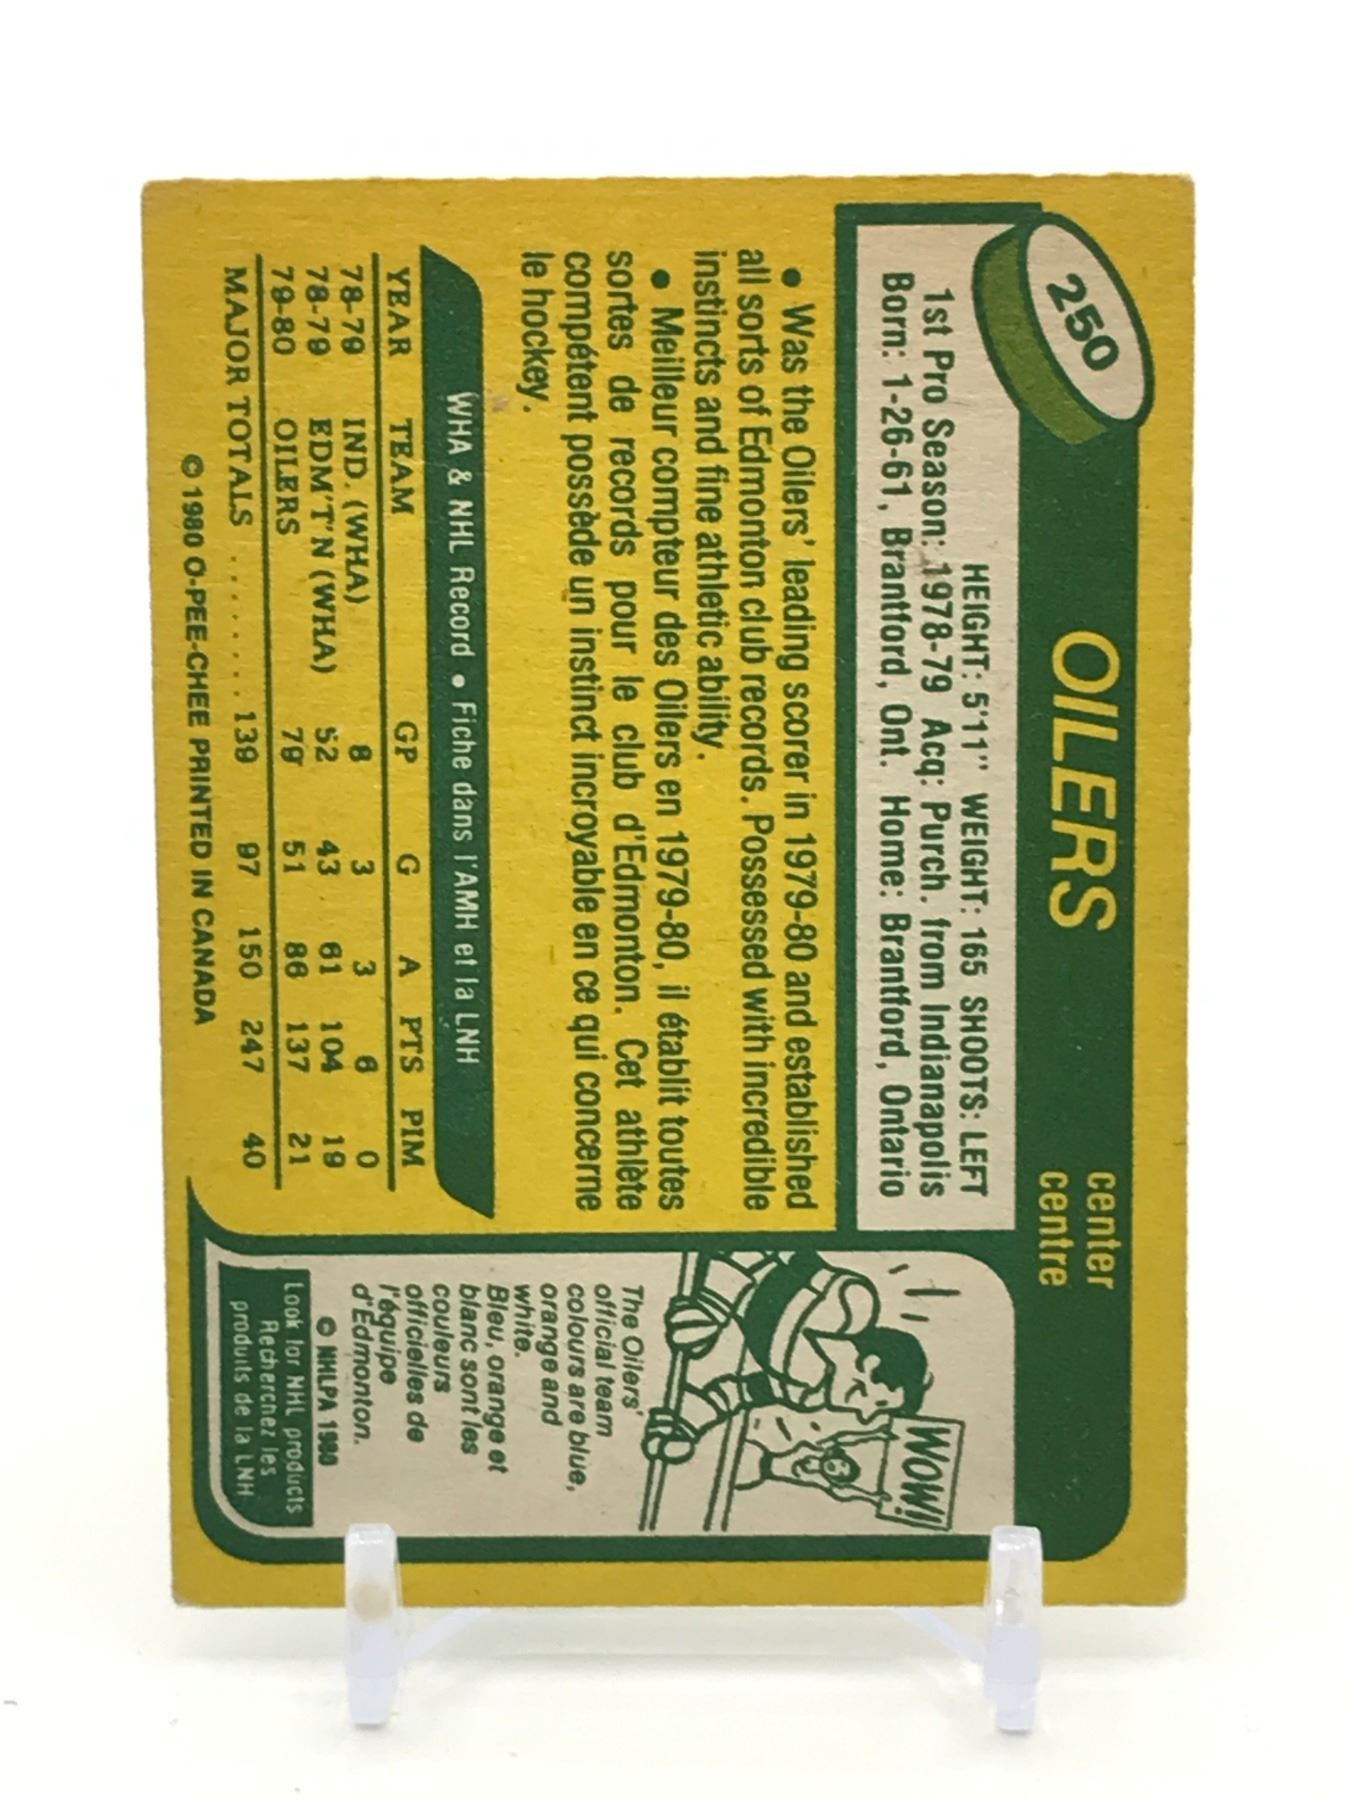 250
OILERS
center
centre
HEIGHT: 5'11" WEIGHT: 165 SHOOTS: LEFT
1st Pro Season: 1978-79 Acq: Purch. from Indianapolis
Born: 1-26-61, Brantford, Ont. Home: Brantford, Ontario
• Was the Oilers' leading scorer in 1979-80 and established
all sorts of Edmonton club records. Possessed with incredible
instincts and fine athletic ability.
• Meilleur compteur des Oilers en 1979-80, il établit toutes
sortes de records pour le club d'Edmonton. Cet athlète
compétent possède un instinct incroyable en ce qui concerne
le hockey.
WHA & NHL Record • Fiche dans l'AMH et la LNH
YEAR TEAM GP G A PTS PIM
78-79 IND. (WHA) 8 3 3 6 0
78-79 EDM'T'N (WHA) 52 43 61 104 19
79-80 OILERS 79 51 86 137 21
MAJOR TOTALS ........ 139 97 150 247 40
© 1980 O-PEE-CHEE PRINTED IN CANADA
WOW!
The Oilers'
official team
colours are blue,
orange and
white.
Bleu, orange et
blanc sont les
couleurs
officielles de
l'équipe
d'Edmonton.
© NHLPA 1980
Look for NHL products
Recherchez les
produits de la LNH